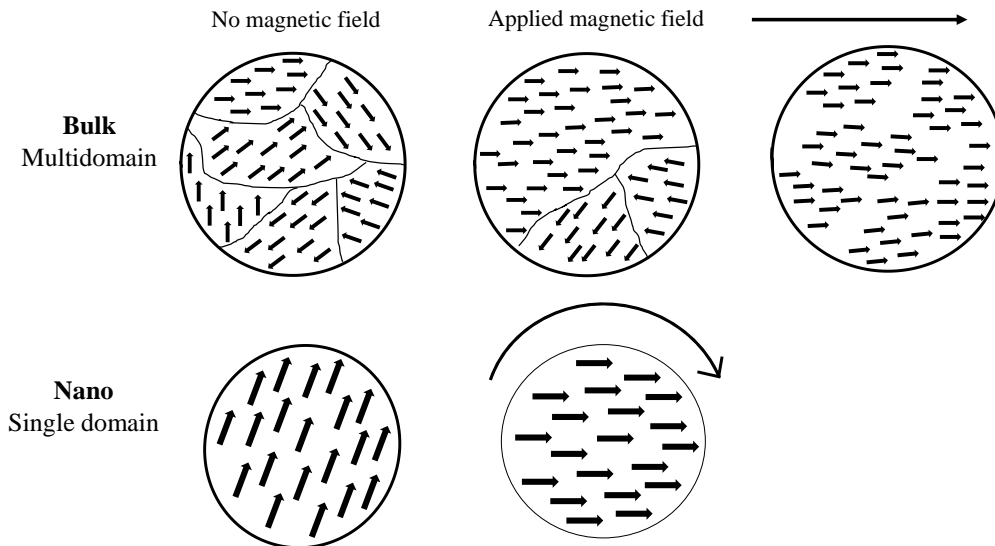 No magnetic field
Applied magnetic field
Bulk
Multidomain
Nano
Single domain